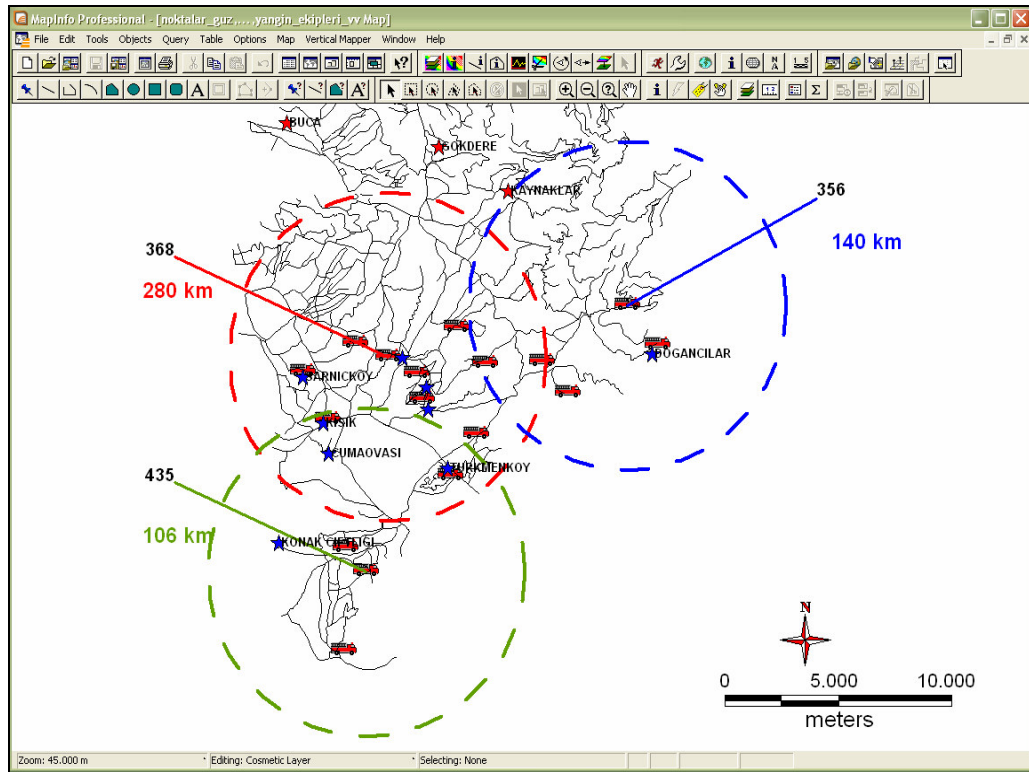 MapInfo Professional - [noktalar_guz,...,yangin_ekipleri_vv Map]
File Edit Tools Objects Query Table Options Map Vertical Mapper Window Help
BUCA
GOKDERE
KAYNAKLAR
356
140 km
368
280 km
DOGANCILAR
SARNICKOY
KISIK
CUMAOVASI
TURKMENKOY
435
106 km
KONAK CIFTLIGI
N
0 5.000 10.000
meters
Zoom: 45.000 m Editing: Cosmetic Layer Selecting: None